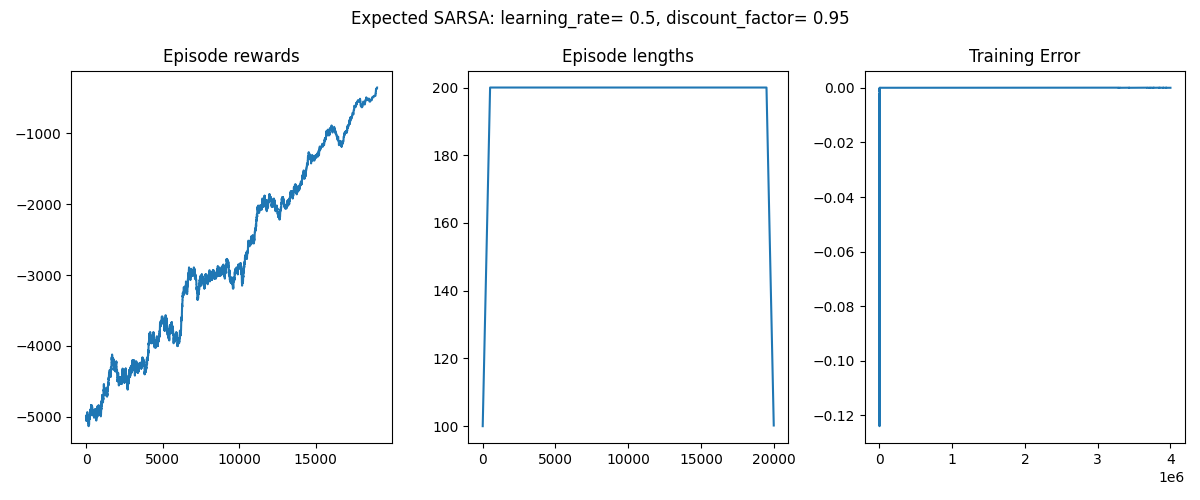 Expected SARSA: learning_rate= 0.5, discount_factor= 0.95
Episode rewards
−1000
−2000
−3000
−4000
−5000
0 5000 10000 15000
Episode lengths
200
180
160
140
120
100
0 5000 10000 15000 20000
Training Error
0.00
−0.02
−0.04
−0.06
−0.08
−0.10
−0.12
0 1 2 3 4
1e6